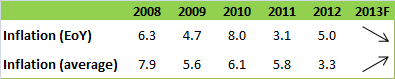 2008 2009 2010 2011 2012 2013F
Inflation (EoY) 6.3 4.7 8.0 3.1 5.0
Inflation (average) 7.9 5.6 6.1 5.8 3.3